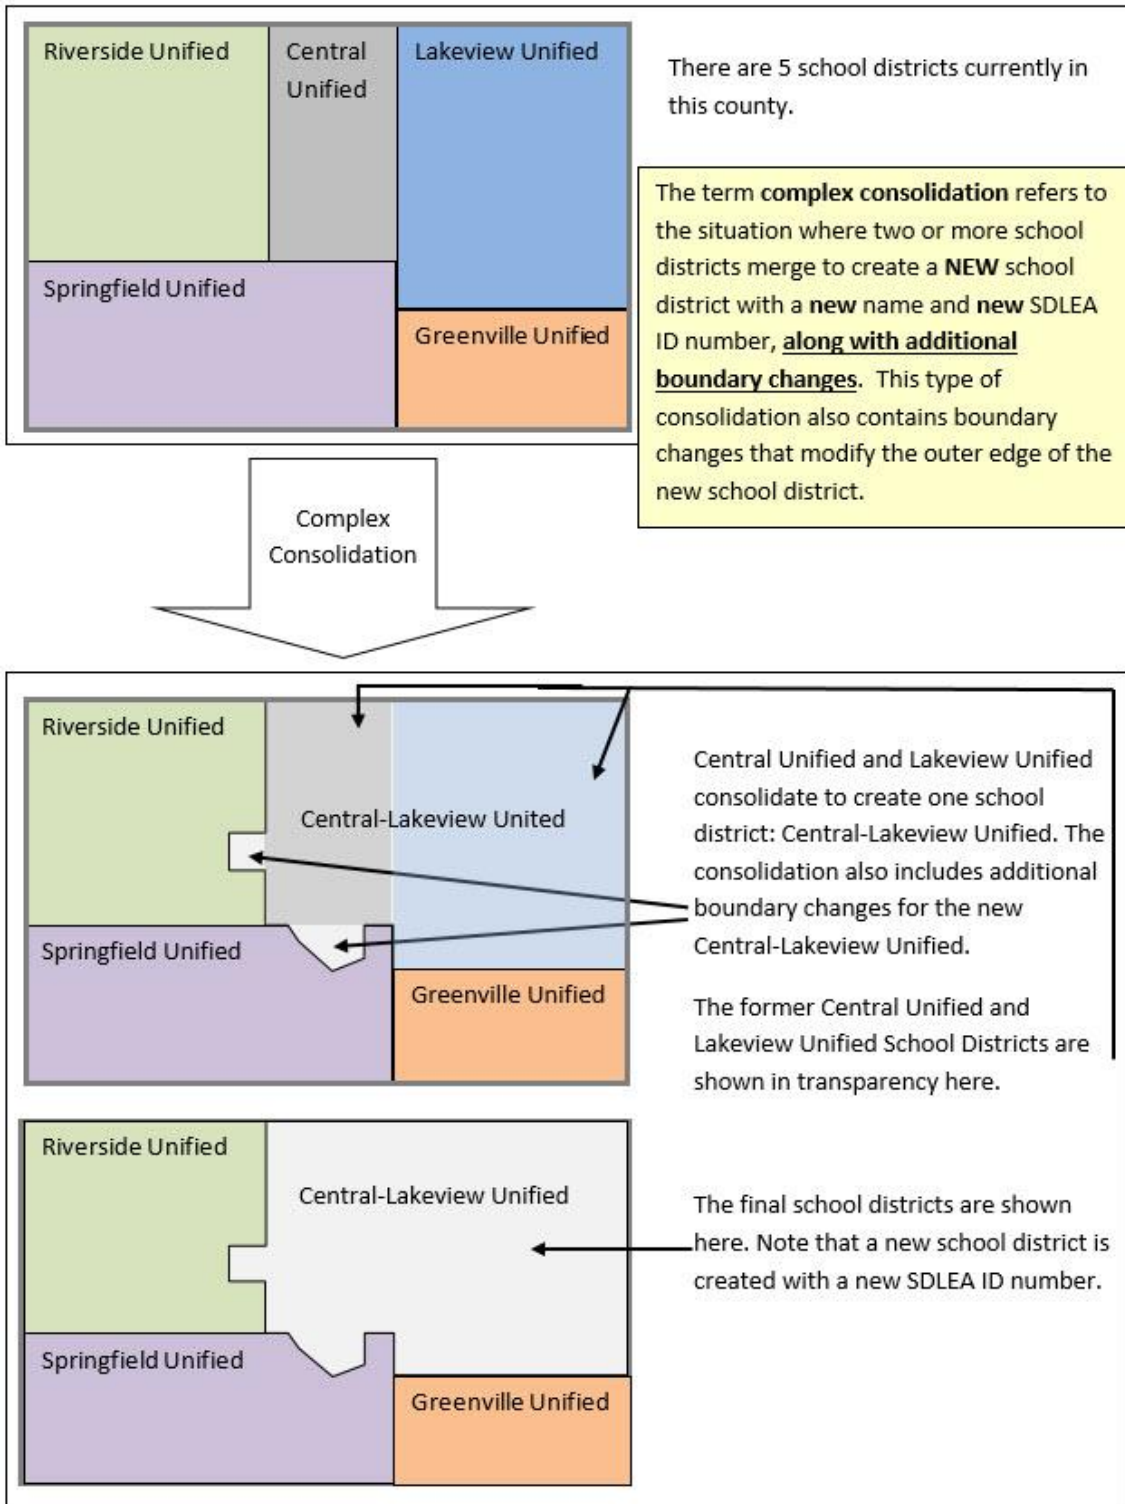 Riverside Unified
Central
Unified
Lakeview Unified
Springfield Unified
Greenville Unified
There are 5 school districts currently in
this county.
The term complex consolidation refers to
the situation where two or more school
districts merge to create a NEW school
district with a new name and new SDLEA
ID number, along with additional
boundary changes. This type of
consolidation also contains boundary
changes that modify the outer edge of the
new school district.
Complex
Consolidation
Riverside Unified
Central-Lakeview United
Springfield Unified
Greenville Unified
Central Unified and Lakeview Unified
consolidate to create one school
district: Central-Lakeview Unified. The
consolidation also includes additional
boundary changes for the new
Central-Lakeview Unified.
The former Central Unified and
Lakeview Unified School Districts are
shown in transparency here.
Riverside Unified
Central-Lakeview Unified
Springfield Unified
Greenville Unified
The final school districts are shown
here. Note that a new school district is
created with a new SDLEA ID number.